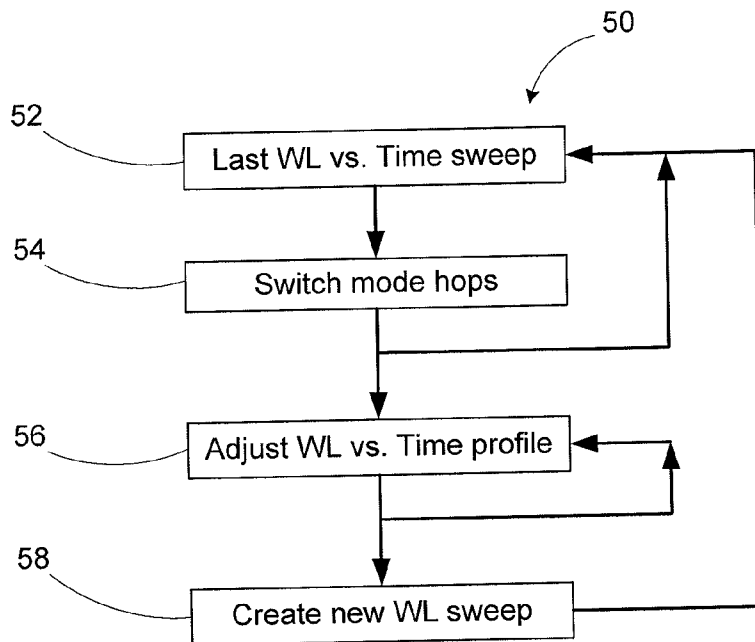 50
52
Last WL vs. Time sweep
54
Switch mode hops
56
Adjust WL vs. Time profile
58
Create new WL sweep